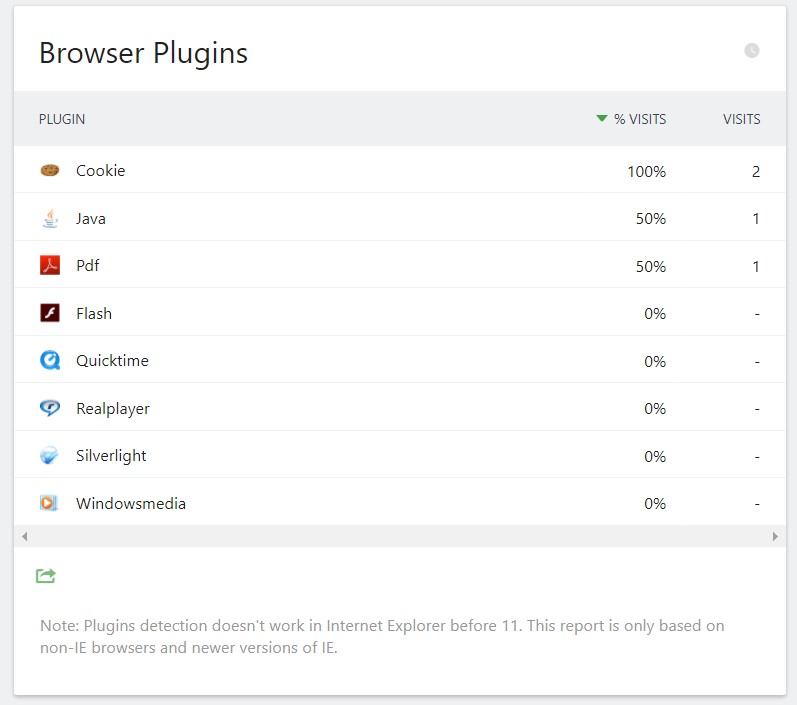 Browser Plugins
PLUGIN % VISITS VISITS
Cookie 100% 2
Java 50% 1
Pdf 50% 1
Flash 0% -
Quicktime 0% -
Realplayer 0% -
Silverlight 0% -
Windowsmedia 0% -
Note: Plugins detection doesn't work in Internet Explorer before 11. This report is only based on
non-IE browsers and newer versions of IE.